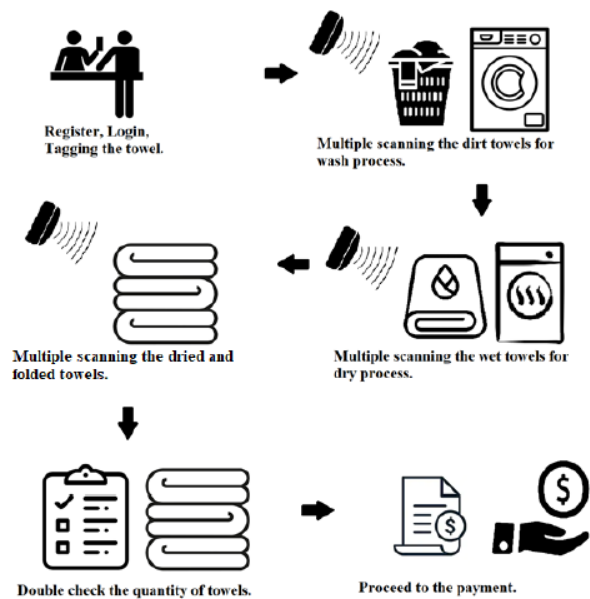 Register, Login,
Tagging the towel.
Multiple scanning the dirt towels for
wash process.
Multiple scanning the wet towels for
dry process.
Multiple scanning the dried and
folded towels.
Double check the quantity of towels.
$
$
Proceed to the payment.